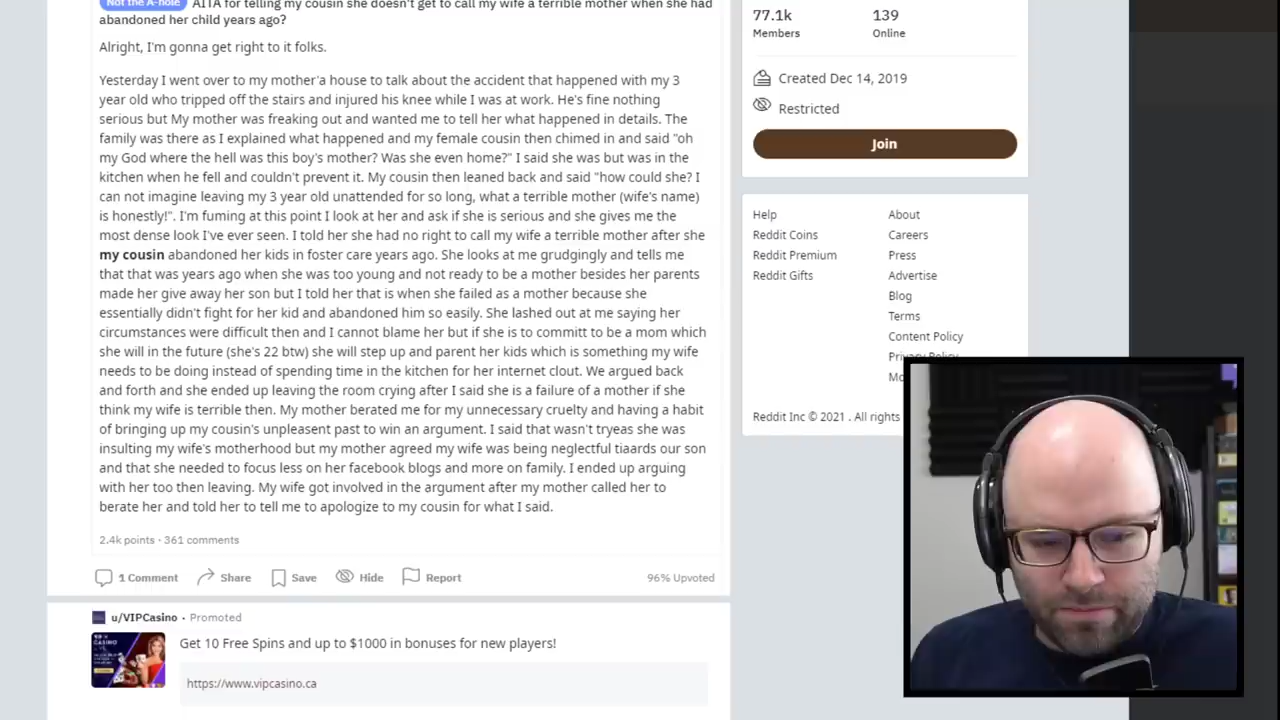 Not the A-hole AITA for telling my cousin she doesn't get to call my wife a terrible mother when she had
abandoned her child years ago?
Alright, I'm gonna get right to it folks.
Yesterday I went over to my mother'a house to talk about the accident that happened with my 3
year old who tripped off the stairs and injured his knee while I was at work. He's fine nothing
serious but My mother was freaking out and wanted me to tell her what happened in details. The
family was there as I explained what happened and my female cousin then chimed in and said "oh
my God where the hell was this boy's mother? Was she even home?" I said she was but was in the
kitchen when he fell and couldn't prevent it. My cousin then leaned back and said "how could she? I
can not imagine leaving my 3 year old unattended for so long, what a terrible mother (wife's name)
is honestly!". I'm fuming at this point I look at her and ask if she is serious and she gives me the
most dense look I've ever seen. I told her she had no right to call my wife a terrible mother after she
my cousin abandoned her kids in foster care years ago. She looks at me grudgingly and tells me
that that was years ago when she was too young and not ready to be a mother besides her parents
made her give away her son but I told her that is when she failed as a mother because she
essentially didn't fight for her kid and abandoned him so easily. She lashed out at me saying her
circumstances were difficult then and I cannot blame her but if she is to committ to be a mom which
she will in the future (she's 22 btw) she will step up and parent her kids which is something my wife
needs to be doing instead of spending time in the kitchen for her internet clout. We argued back
and forth and she ended up leaving the room crying after I said she is a failure of a mother if she
think my wife is terrible then. My mother berated me for my unnecessary cruelty and having a habit
of bringing up my cousin's unpleasent past to win an argument. I said that wasn't tryeas she was
insulting my wife's motherhood but my mother agreed my wife was being neglectful tiaards our son
and that she needed to focus less on her facebook blogs and more on family. I ended up arguing
with her too then leaving. My wife got involved in the argument after my mother called her to
berate her and told her to tell me to apologize to my cousin for what I said.
2.4k points · 361 comments
1 Comment Share Save Hide Report 96% Upvoted
u/VIPCasino · Promoted
Get 10 Free Spins and up to $1000 in bonuses for new players!
https://www.vipcasino.ca
77.1k 139
Members Online
Created Dec 14, 2019
Restricted
Join
Help About
Reddit Coins Careers
Reddit Premium Press
Reddit Gifts Advertise
Blog
Terms
Content Policy
Privacy Policy
Reddit Inc © 2021 . All rights